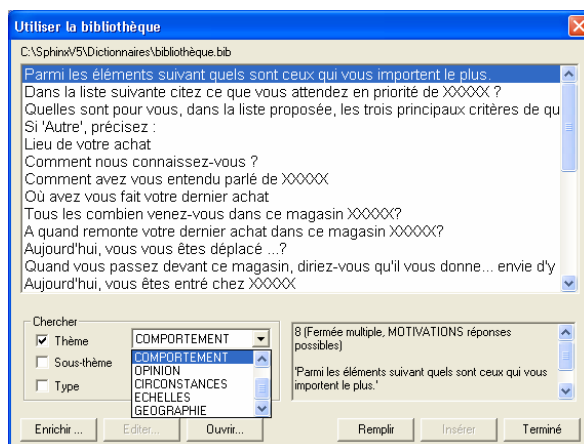 Utiliser la bibliothèque
C:\SphinxV5\Dictionnaires\bibliothèque.bib
Parmi les éléments suivant quels sont ceux qui vous importent le plus.
Dans la liste suivante citez ce que vous attendez en priorité de XXXXX ?
Quelles sont pour vous, dans la liste proposée, les trois principaux critères de qu
Si 'Autre', précisez :
Lieu de votre achat
Comment nous connaissez-vous ?
Comment avez vous entendu parlé de XXXXX
Où avez vous fait votre dernier achat
Tous les combien venez-vous dans ce magasin XXXXX?
A quand remonte votre dernier achat dans ce magasin XXXXX?
Aujourd'hui, vous vous êtes déplacé ...?
Quand vous passez devant ce magasin, diriez-vous qu'il vous donne... envie d'y
Aujourd'hui, vous êtes entré chez XXXXX
Chercher
Thème
COMPORTEMENT
COMPORTEMENT
OPINION
CIRCONSTANCES
ECHELLES
GEOGRAPHIE
Sous-thème
Type
8 (Fermée multiple, MOTIVATIONS réponses
possibles)
'Parmi les éléments suivant quels sont ceux qui vous
importent le plus.'
Enrichir ...
Editer...
Ouvrir...
Remplir
Insérer
Terminé